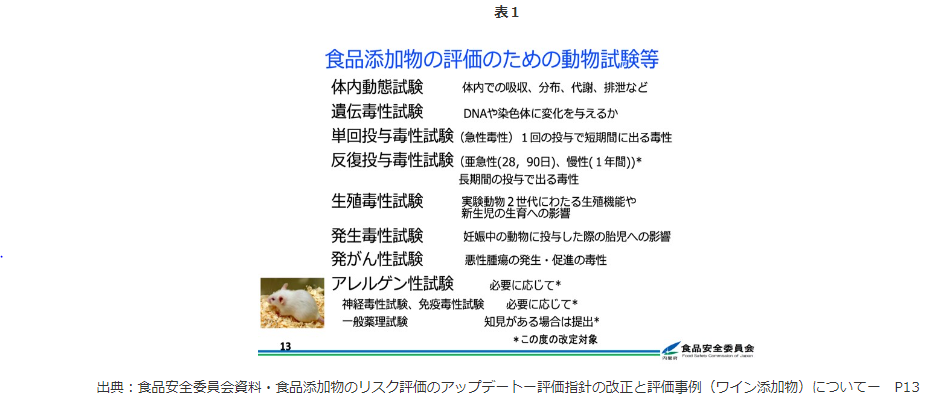 表１
食品添加物の評価のための動物試験等
体内動態試験 体内での吸収、分布、代謝、排泄など
遺伝毒性試験 DNAや染色体に変化を与えるか
単回投与毒性試験（急性毒性）１回の投与で短期間に出る毒性
反復投与毒性試験（亜急性(28，90日)、慢性(１年間))*
長期間の投与で出る毒性
生殖毒性試験 実験動物２世代にわたる生殖機能や
新生児の生育への影響
発生毒性試験 妊娠中の動物に投与した際の胎児への影響
発がん性試験 悪性腫瘍の発生・促進の毒性
アレルゲン性試験 必要に応じて*
神経毒性試験、免疫毒性試験 必要に応じて*
一般薬理試験 知見がある場合は提出*
*この度の改定対象
13
内閣府 食品安全委員会
Food Safety Commission of Japan
出典：食品安全委員会資料・食品添加物のリスク評価のアップデートー評価指針の改正と評価事例（ワイン添加物）についてー P13